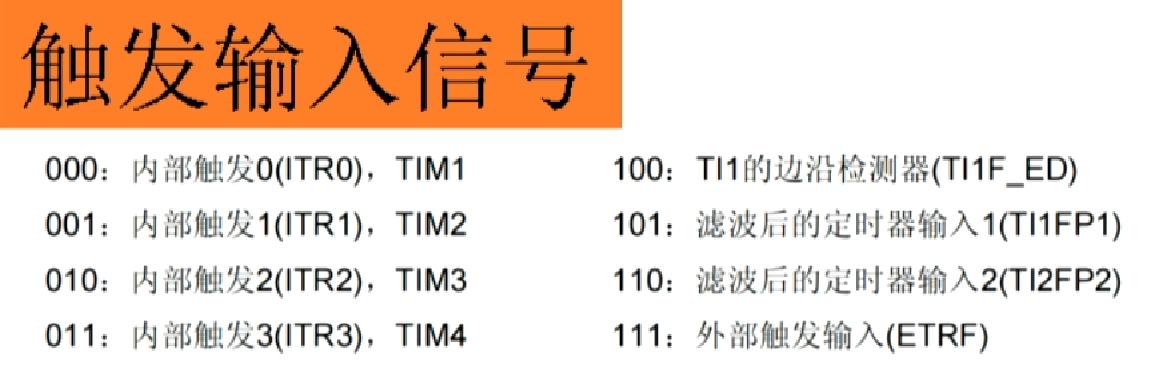 触发输入信号
000：内部触发0(ITR0)，TIM1
001：内部触发1(ITR1)，TIM2
010：内部触发2(ITR2)，TIM3
011：内部触发3(ITR3)，TIM4
100：TI1的边沿检测器(TI1F_ED)
101：滤波后的定时器输入1(TI1FP1)
110：滤波后的定时器输入2(TI2FP2)
111：外部触发输入(ETRF)